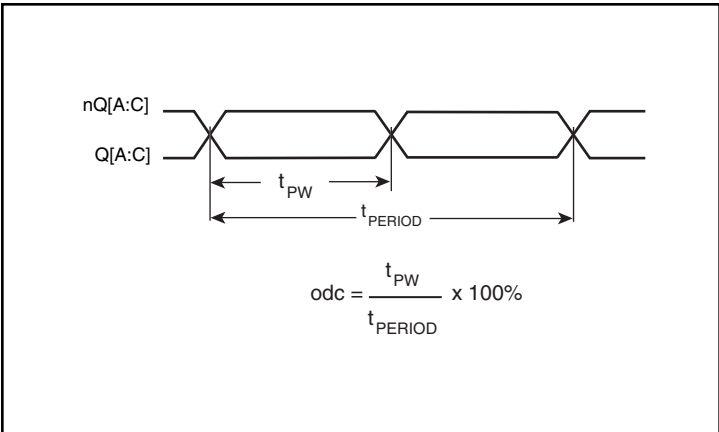 nQ[A:C]
Q[A:C]
tPW
tPERIOD
odc = tPW / tPERIOD x 100%